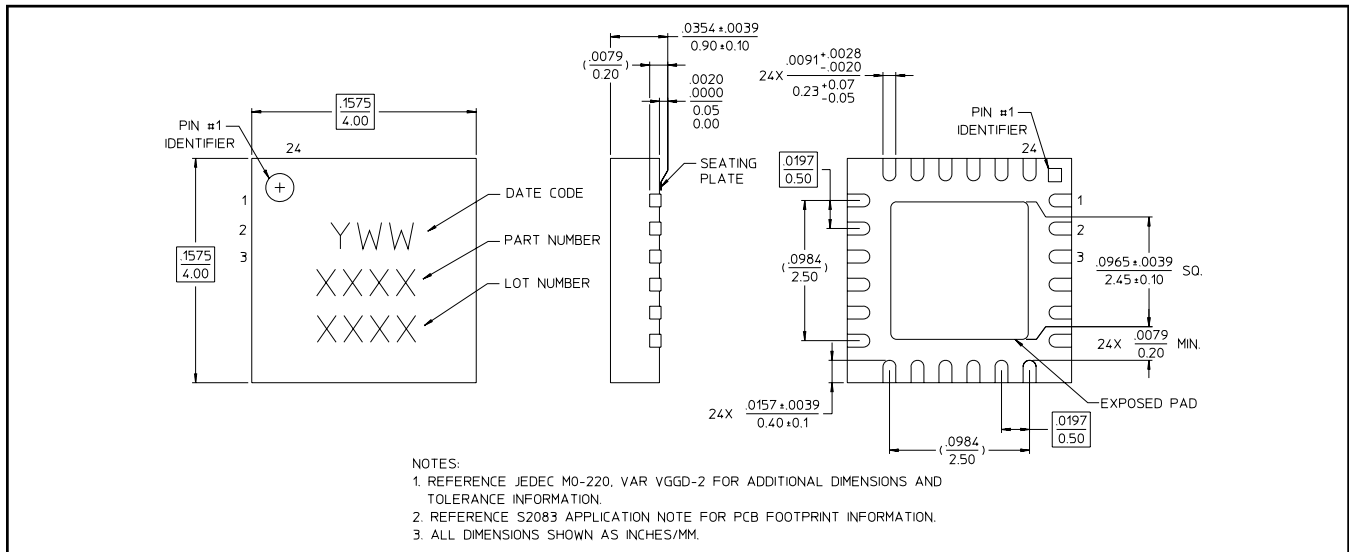 .0354 ±.0039
0.90 ±0.10
( .0079 )
0.20
.0020
.0000
0.05
0.00
24X .0091 +.0028 -.0020
0.23 +0.07 -0.05
.1575
4.00
PIN #1
IDENTIFIER
24
1
2
3
.1575
4.00
YWW
XXXX
XXXX
DATE CODE
PART NUMBER
LOT NUMBER
SEATING
PLATE
.0197
0.50
( .0984 )
2.50
PIN #1
IDENTIFIER
24
1
2
3
.0965 ±.0039 SQ.
2.45 ±0.10
24X .0079 MIN.
0.20
EXPOSED PAD
24X .0157 ±.0039
0.40 ±0.1
.0197
0.50
( .0984 )
2.50
NOTES:
1. REFERENCE JEDEC MO-220, VAR VGGD-2 FOR ADDITIONAL DIMENSIONS AND
TOLERANCE INFORMATION.
2. REFERENCE S2083 APPLICATION NOTE FOR PCB FOOTPRINT INFORMATION.
3. ALL DIMENSIONS SHOWN AS INCHES/MM.